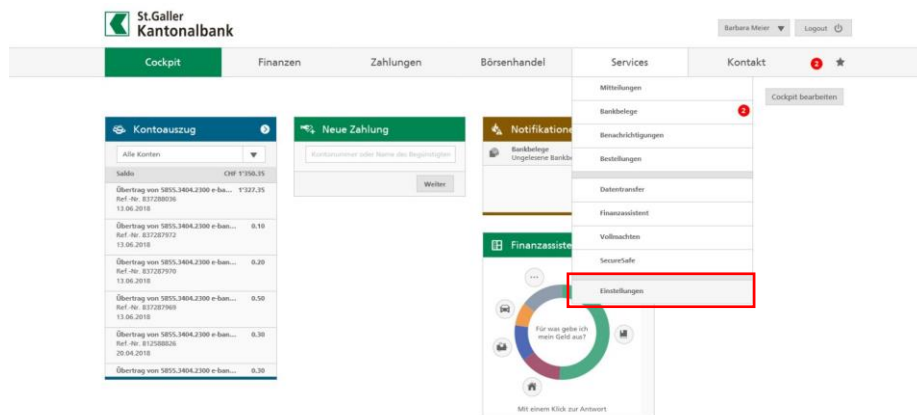 St.Galler
Kantonalbank
Barbara Meier
Logout
Cockpit
Finanzen
Zahlungen
Börsenhandel
Services
Kontakt
2
Mitteilungen
Bankbelege
2
Benachrichtigungen
Bestellungen
Datentransfer
Finanzassistent
Vollmachten
SecureSafe
Einstellungen
Cockpit bearbeiten
Kontoauszug
Alle Konten
Saldo CHF 1'350.35
Übertrag von 5855.3404.2300 e-ba... 1'327.35
Ref.-Nr. 837288036
13.06.2018
Übertrag von 5855.3404.2300 e-ban... 0.10
Ref.-Nr. 837287972
13.06.2018
Übertrag von 5855.3404.2300 e-ban... 0.20
Ref.-Nr. 837287970
13.06.2018
Übertrag von 5855.3404.2300 e-ban... 0.50
Ref.-Nr. 837287969
13.06.2018
Übertrag von 5855.3404.2300 e-ban... 0.30
Ref.-Nr. 812588826
20.04.2018
Übertrag von 5855.3404.2300 e-ban... 0.30
Neue Zahlung
Kontonummer oder Name des Begünstigten
Weiter
Notifikatione
Bankbelege
Ungelesene Bankbe
Finanzassiste
Für was gebe ich
mein Geld aus?
Mit einem Klick zur Antwort